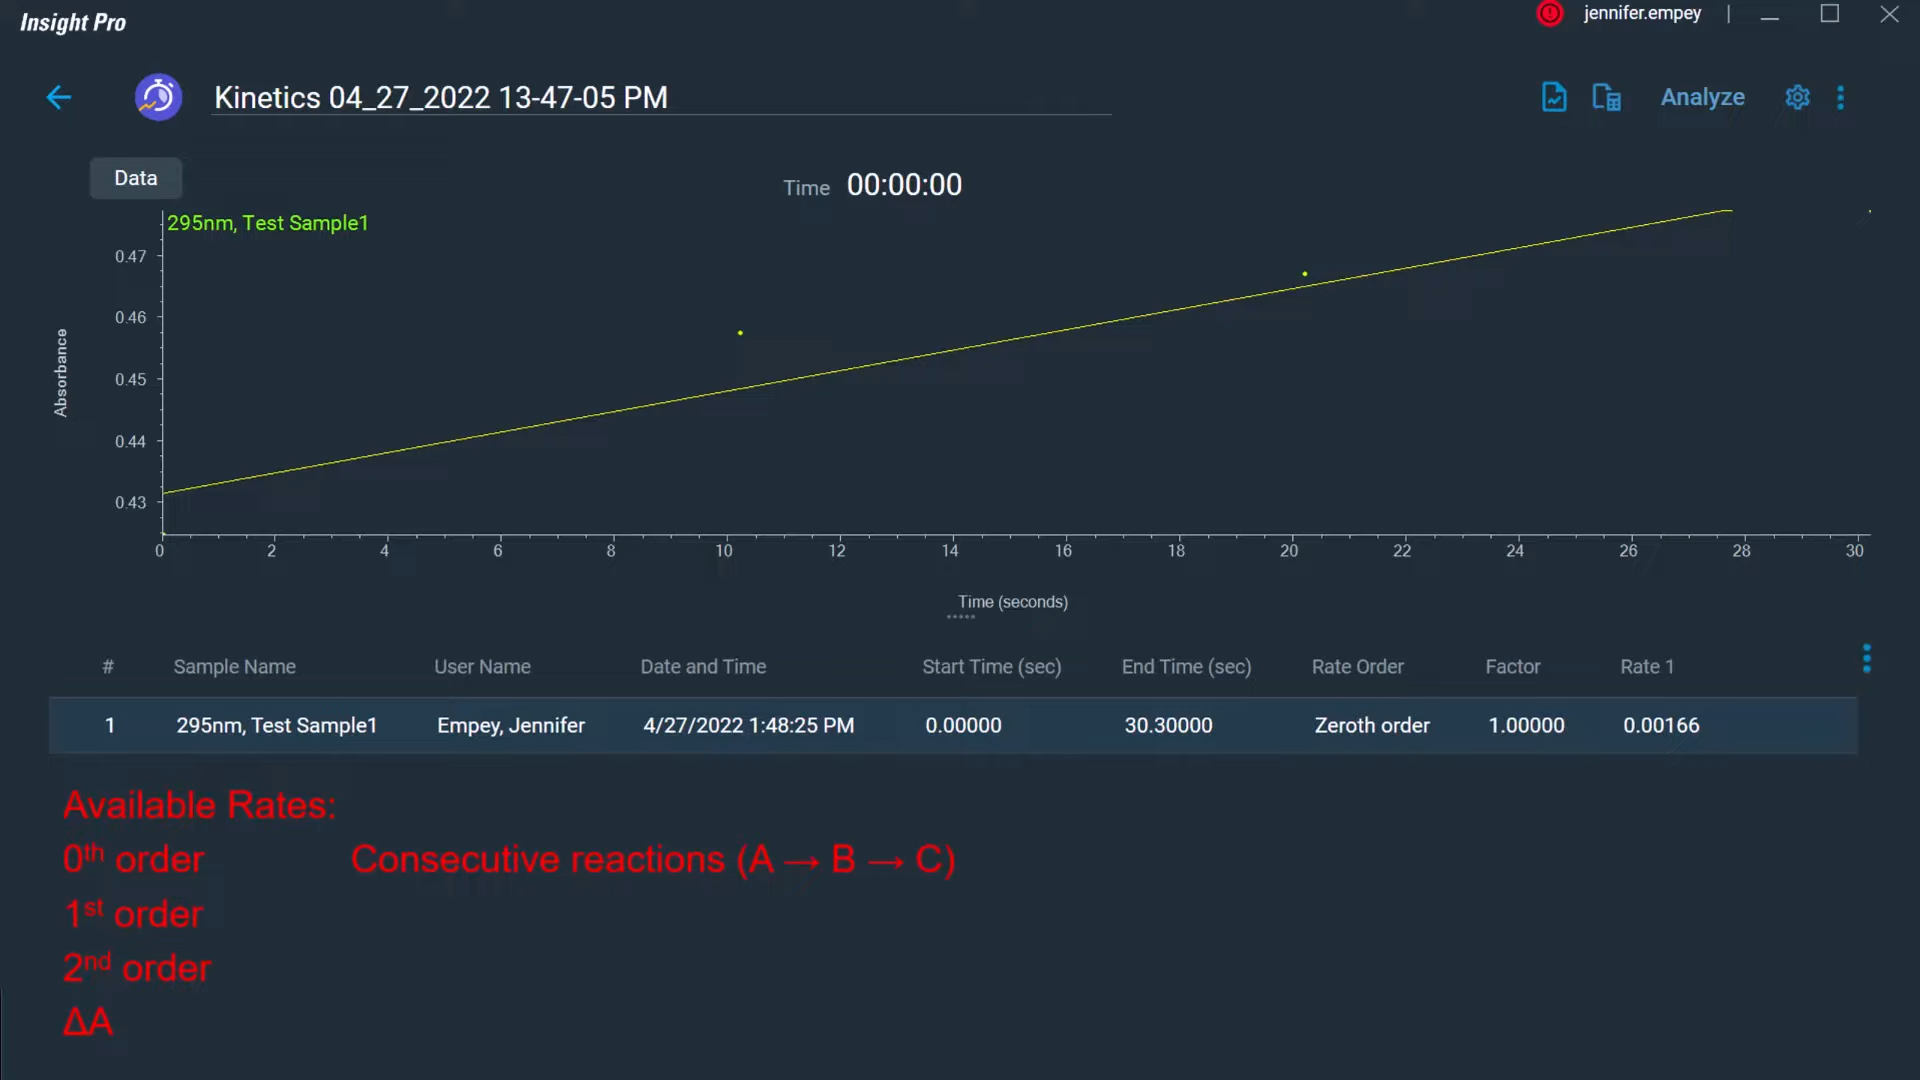 Insight Pro
jennifer.empey
Kinetics 04_27_2022 13-47-05 PM
Analyze
Data
Time 00:00:00
295nm, Test Sample1
0.47
0.46
0.45
0.44
0.43
Absorbance
0 2 4 6 8 10 12 14 16 18 20 22 24 26 28 30
Time (seconds)
# Sample Name User Name Date and Time Start Time (sec) End Time (sec) Rate Order Factor Rate 1
1 295nm, Test Sample1 Empey, Jennifer 4/27/2022 1:48:25 PM 0.00000 30.30000 Zeroth order 1.00000 0.00166
Available Rates:
0th order Consecutive reactions (A → B → C)
1st order
2nd order
ΔA